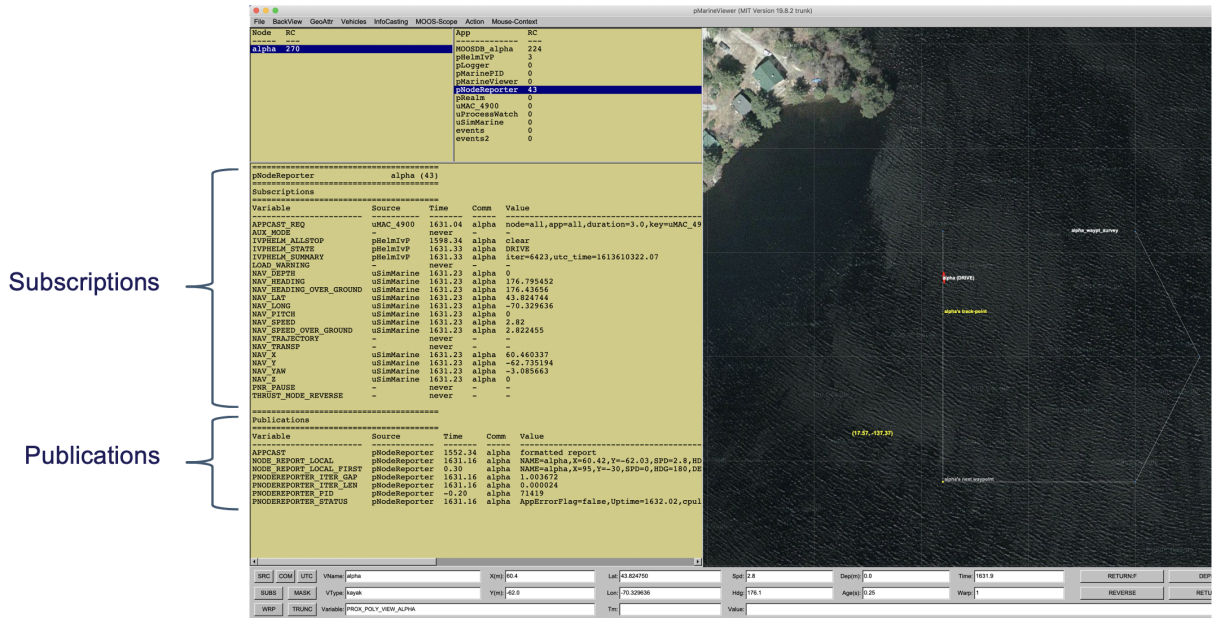 pMarineViewer (MIT Version 19.8.2 trunk)
File BackView GeoAttr Vehicles InfoCasting MOOS-Scope Action Mouse-Context
Node RC
----- ---
alpha 270
App RC
------------- ---
MOOSDB_alpha 224
pHelmIvP 3
pLogger 0
pMarinePID 0
pMarineViewer 0
pNodeReporter 43
pRealm 0
uMAC_4900 0
uProcessWatch 0
uSimMarine 0
events 0
events2 0
Subscriptions
=======================================
pNodeReporter alpha (43)
=======================================
Subscriptions
=======================================
Variable Source Time Comm Value
APPCAST_REQ uMAC_4900 1631.04 alpha node=all,app=all,duration=3.0,key=uMAC_49
AUX_MODE - never - -
IVPHELM_ALLSTOP pHelmIvP 1598.34 alpha clear
IVPHELM_STATE pHelmIvP 1631.33 alpha DRIVE
IVPHELM_SUMMARY pHelmIvP 1631.33 alpha iter=6423,utc_time=1613610322.07
LOAD_WARNING - never - -
NAV_DEPTH uSimMarine 1631.23 alpha 0
NAV_HEADING uSimMarine 1631.23 alpha 176.795452
NAV_HEADING_OVER_GROUND uSimMarine 1631.23 alpha 176.43656
NAV_LAT uSimMarine 1631.23 alpha 43.824744
NAV_LONG uSimMarine 1631.23 alpha -70.329636
NAV_PITCH uSimMarine 1631.23 alpha 0
NAV_SPEED uSimMarine 1631.23 alpha 2.82
NAV_SPEED_OVER_GROUND uSimMarine 1631.23 alpha 2.822455
NAV_TRAJECTORY - never - -
NAV_TRANSP - never - -
NAV_X uSimMarine 1631.23 alpha 60.460337
NAV_Y uSimMarine 1631.23 alpha -62.735194
NAV_YAW uSimMarine 1631.23 alpha -3.085663
NAV_Z uSimMarine 1631.23 alpha 0
PNR_PAUSE - never - -
THRUST_MODE_REVERSE - never - -
Publications
=======================================
Publications
=======================================
Variable Source Time Comm Value
APPCAST pNodeReporter 1552.34 alpha formatted report
NODE_REPORT_LOCAL pNodeReporter 1631.16 alpha NAME=alpha,X=60.42,Y=-62.03,SPD=2.8,HD
NODE_REPORT_LOCAL_FIRST pNodeReporter 0.30 alpha NAME=alpha,X=95,Y=-30,SPD=0,HDG=180,DE
PNODEREPORTER_ITER_GAP pNodeReporter 1631.16 alpha 1.003672
PNODEREPORTER_ITER_LEN pNodeReporter 1631.16 alpha 0.000024
PNODEREPORTER_PID pNodeReporter -0.20 alpha 71419
PNODEREPORTER_STATUS pNodeReporter 1631.16 alpha AppErrorFlag=false,Uptime=1632.02,cpul
alpha_waypt_survey
alpha (DRIVE)
alpha's track-point
(17.57, -137.37)
alpha's next waypoint
SRC COM UTC VName: alpha X(m): 60.4 Lat: 43.824750 Spd: 2.8 Dep(m): 0.0 Time: 1631.9 RETURN:F DEP
SUBS MASK VType: kayak Y(m): -62.0 Lon: -70.329636 Hdg: 176.1 Age(s): 0.25 Warp: 1 REVERSE RETU
WRP TRUNC Variable: PROX_POLY_VIEW_ALPHA Tm: Value: